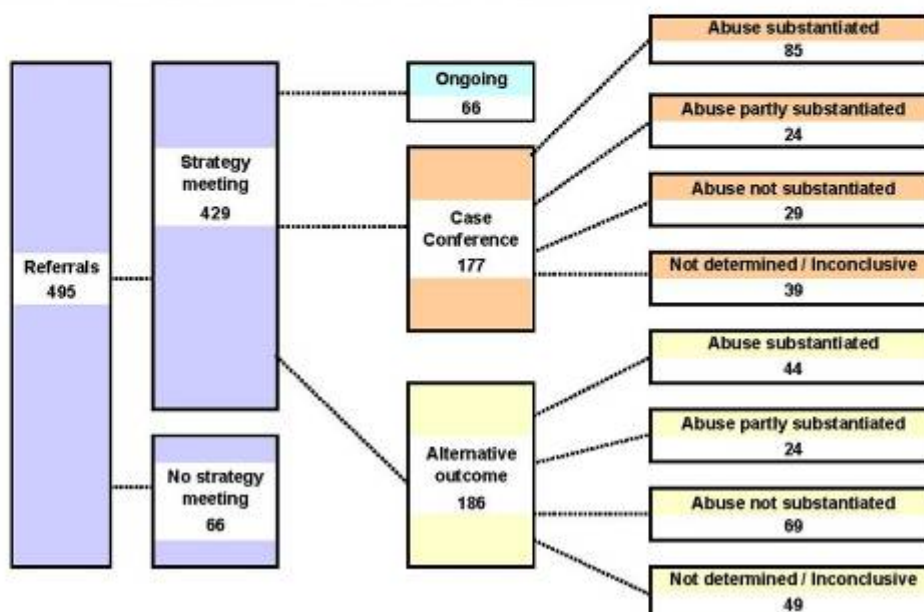 Referrals
495
Strategy
meeting
429
No strategy
meeting
66
Ongoing
66
Case
Conference
177
Alternative
outcome
186
Abuse substantiated
85
Abuse partly substantiated
24
Abuse not substantiated
29
Not determined / Inconclusive
39
Abuse substantiated
44
Abuse partly substantiated
24
Abuse not substantiated
69
Not determined / Inconclusive
49